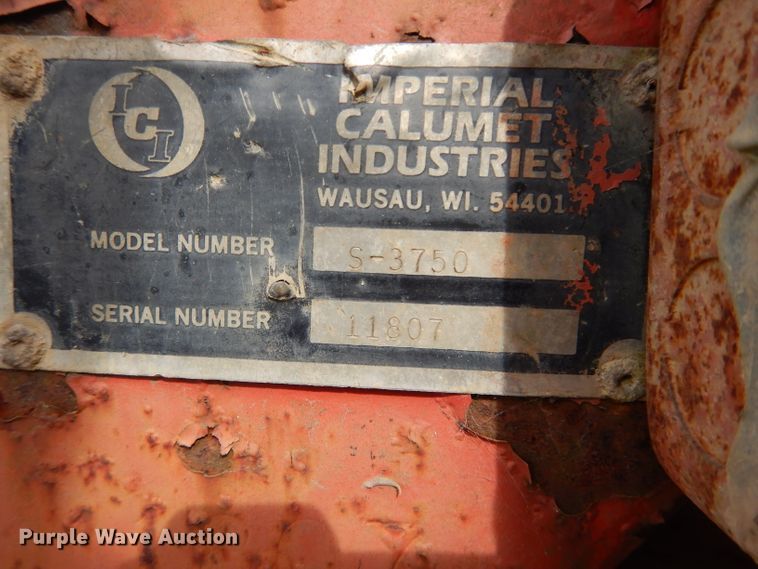 ICI
IMPERIAL
CALUMET
INDUSTRIES
WAUSAU, WI. 54401
MODEL NUMBER S-3750
SERIAL NUMBER 11807
Purple Wave Auction